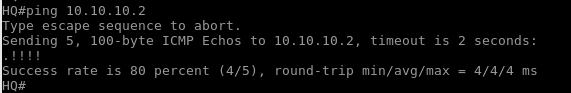 HQ#ping 10.10.10.2
Type escape sequence to abort.
Sending 5, 100-byte ICMP Echos to 10.10.10.2, timeout is 2 seconds:
.!!!!
Success rate is 80 percent (4/5), round-trip min/avg/max = 4/4/4 ms
HQ#